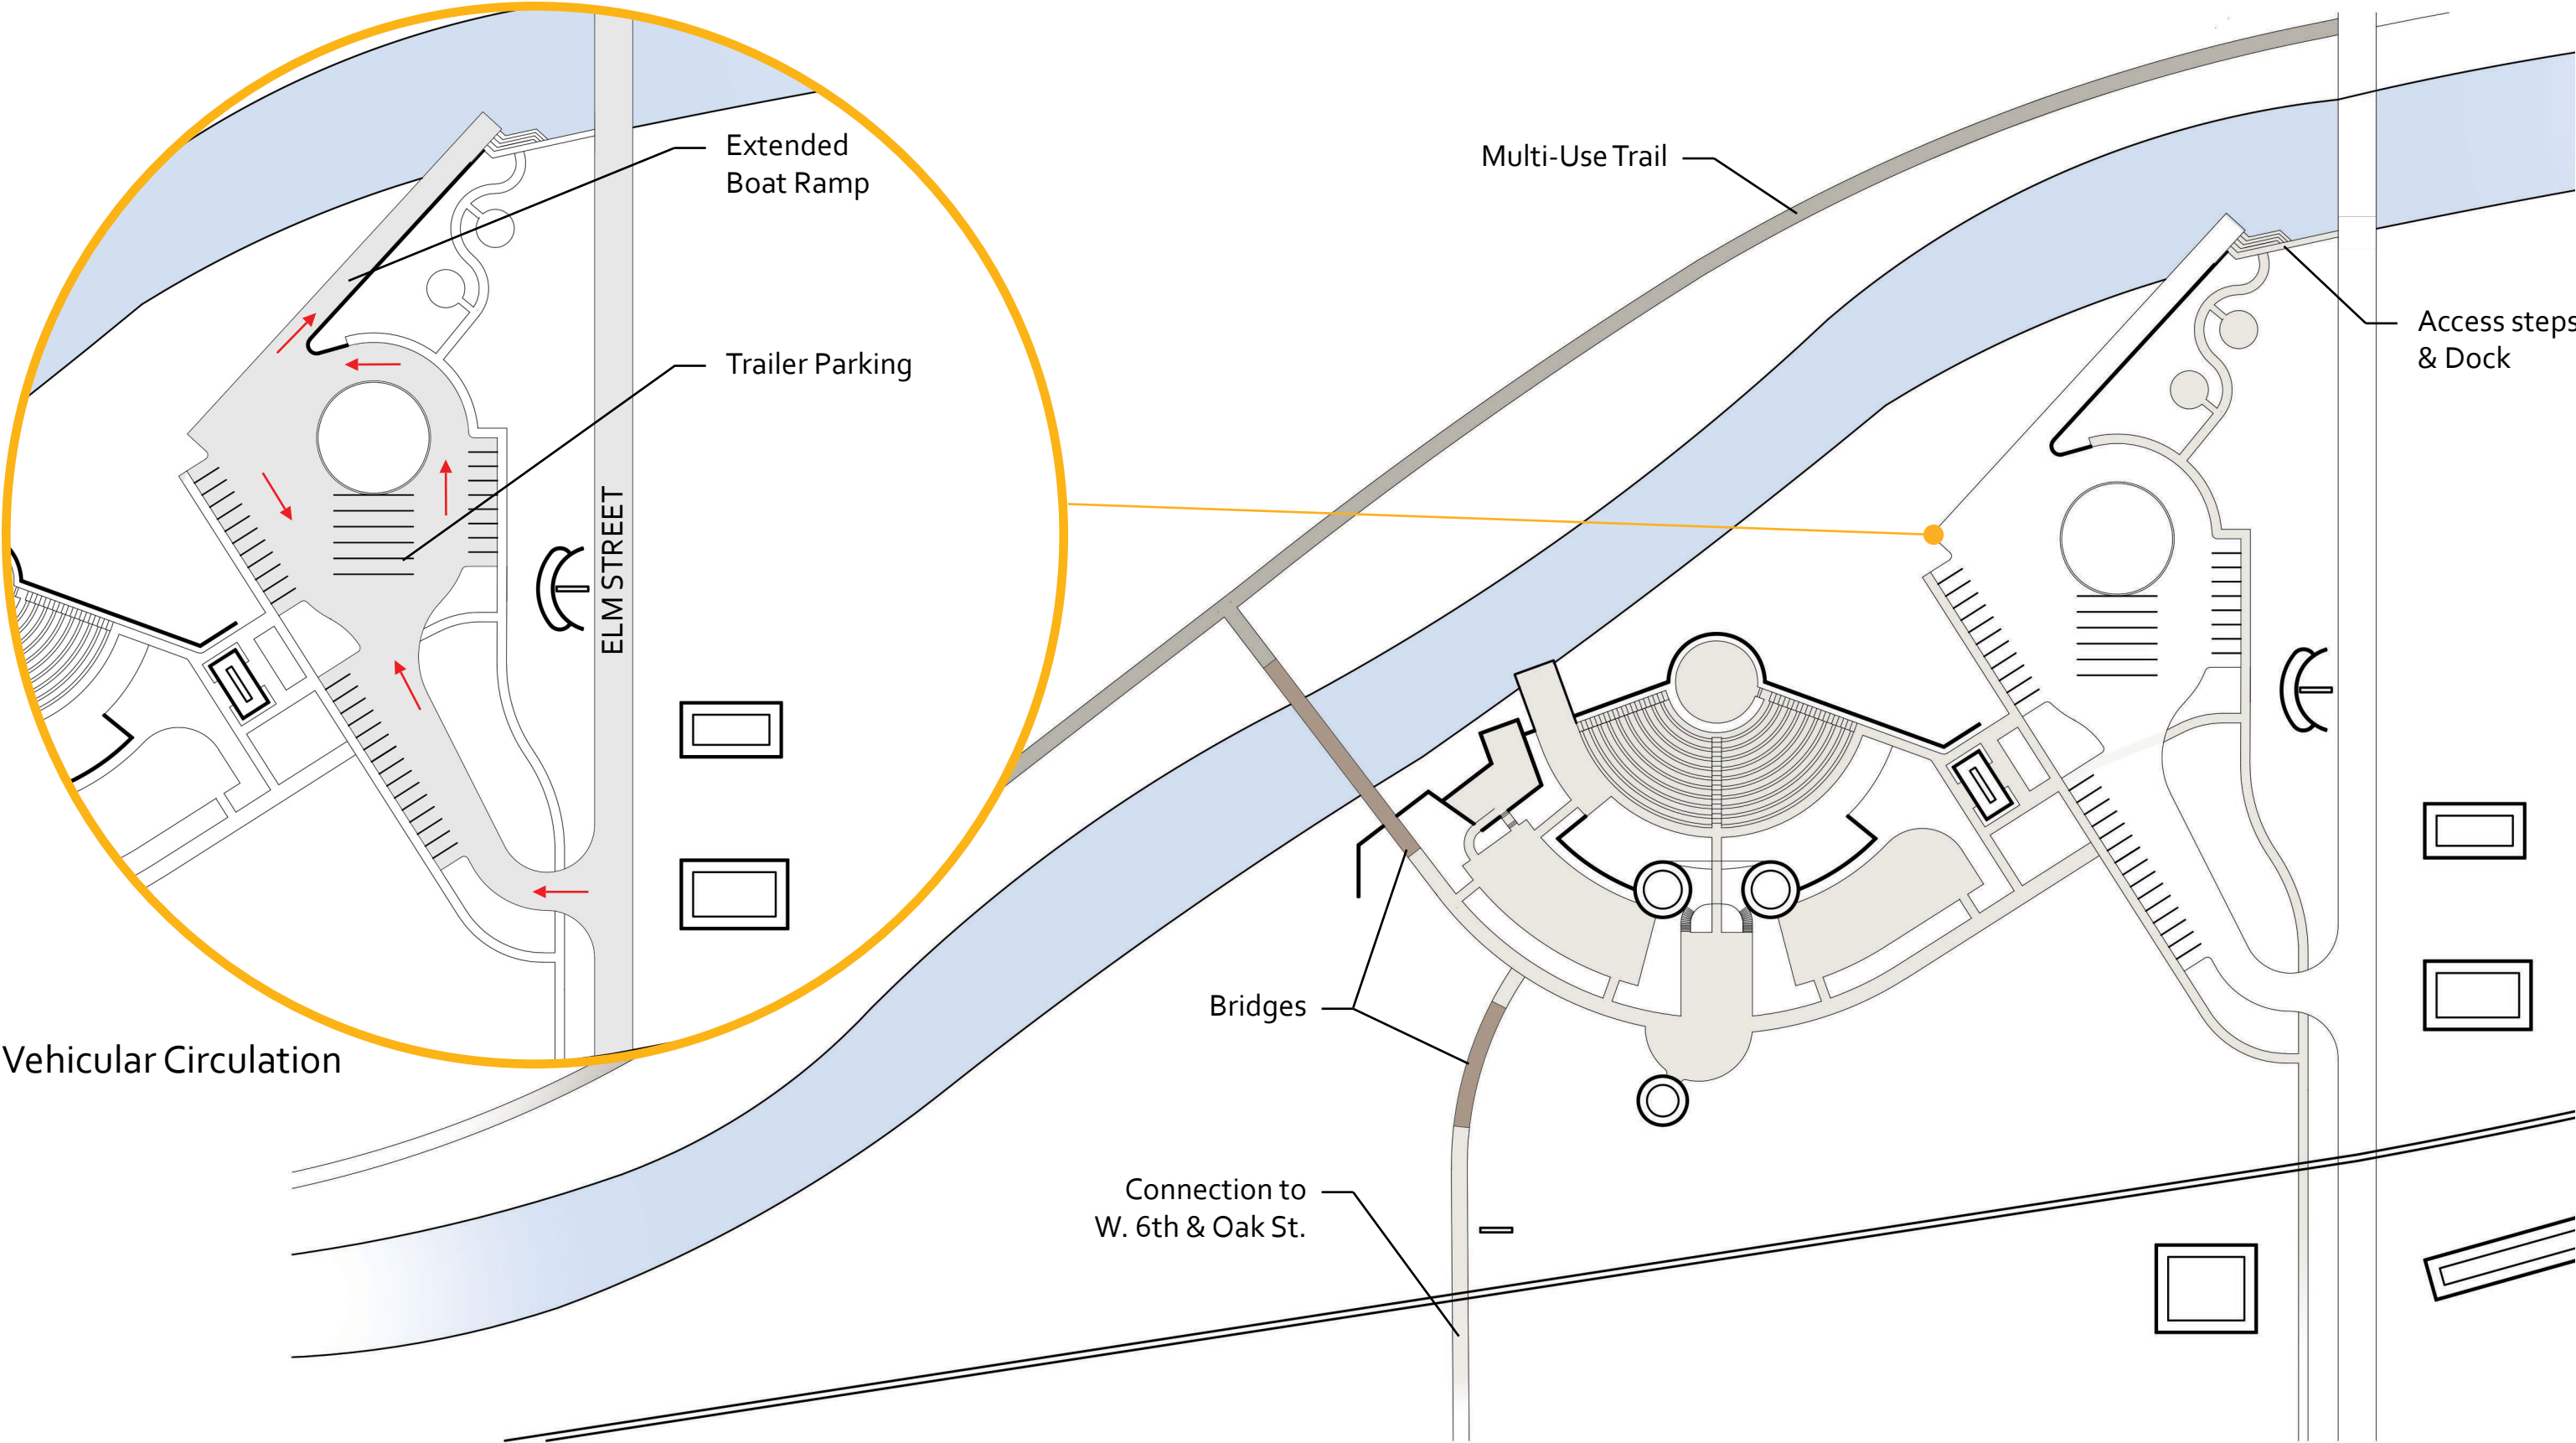 Extended
Boat Ramp
Trailer Parking
ELM STREET
Vehicular Circulation
Multi-Use Trail
Access steps
& Dock
Bridges
Connection to
W. 6th & Oak St.